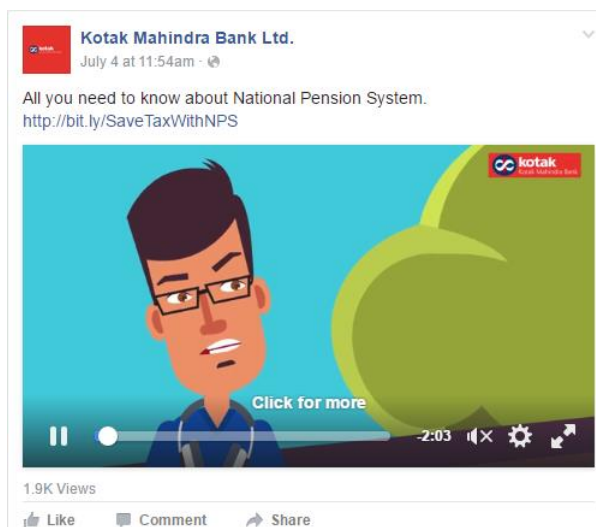 Kotak Mahindra Bank Ltd.
July 4 at 11:54am ·
All you need to know about National Pension System.
http://bit.ly/SaveTaxWithNPS
kotak
Kotak Mahindra Bank
Click for more
-2:03
1.9K Views
Like Comment Share